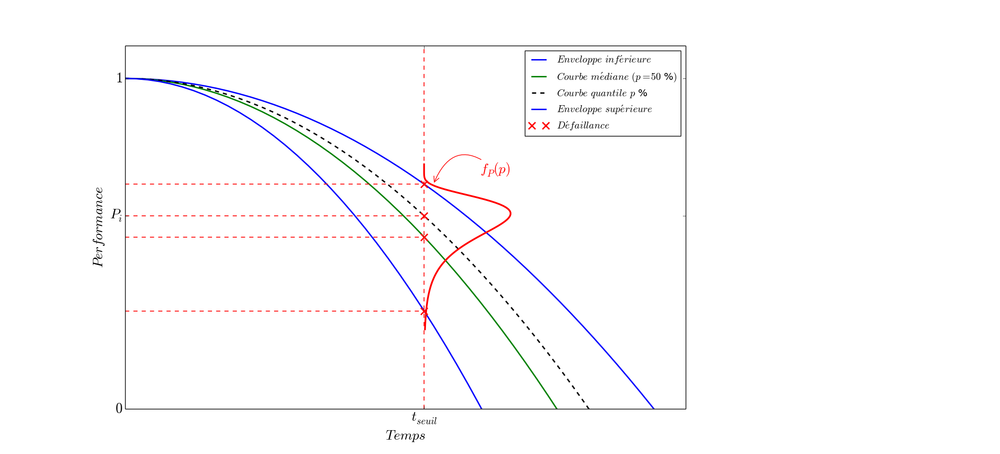 Enveloppe inférieure
Courbe médiane (p=50 %)
Courbe quantile p %
Enveloppe supérieure
Défaillance
1
f_P(p)
P_i
Performance
0
t_seuil
Temps